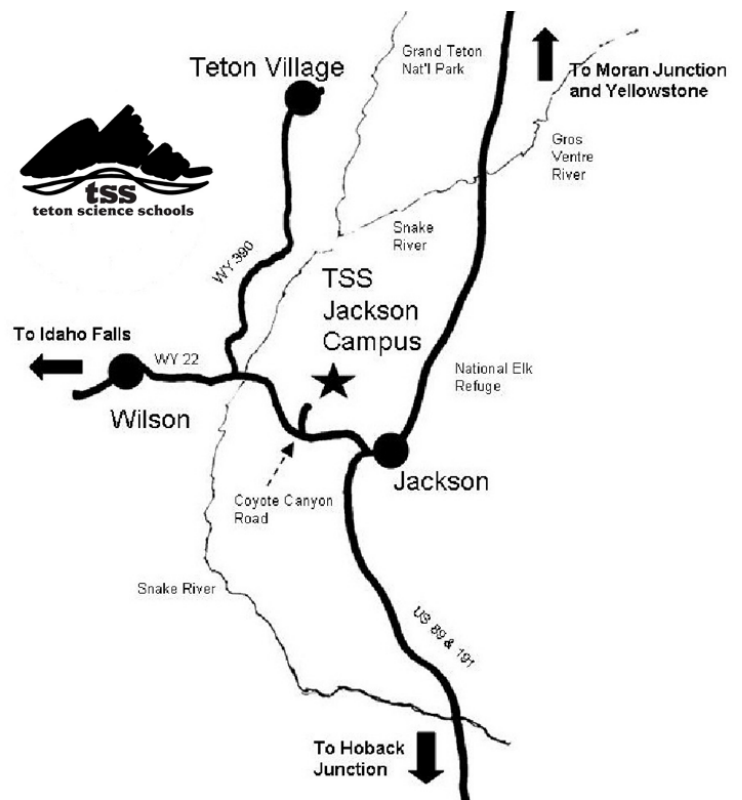 Teton Village
Grand Teton
Nat'l Park
To Moran Junction
and Yellowstone
Gros
Ventre
River
tss
teton science schools
Snake
River
WY 390
TSS
Jackson
Campus
To Idaho Falls
WY 22
National Elk
Refuge
Wilson
Jackson
Coyote Canyon
Road
Snake River
US 89 & 191
To Hoback
Junction